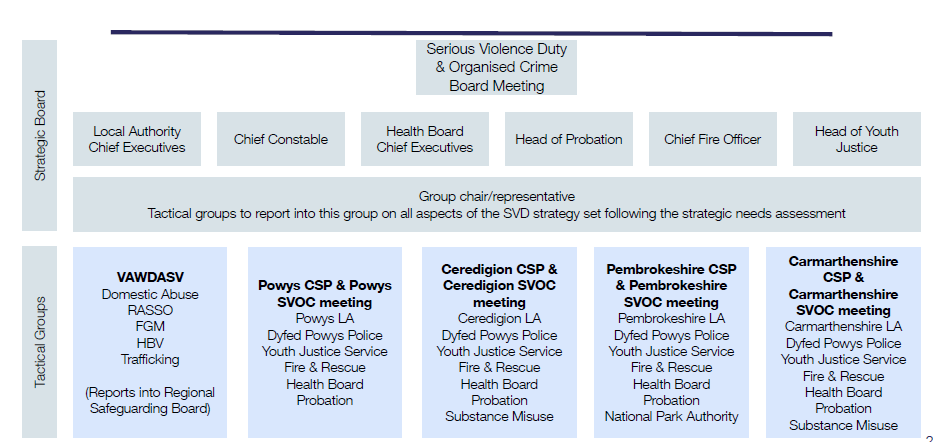 Serious Violence Duty
& Organised Crime
Board Meeting
Strategic Board
Local Authority
Chief Executives
Chief Constable
Health Board
Chief Executives
Head of Probation
Chief Fire Officer
Head of Youth
Justice
Group chair/representative
Tactical groups to report into this group on all aspects of the SVD strategy set following the strategic needs assessment
Tactical Groups
VAWDASV
Domestic Abuse
RASSO
FGM
HBV
Trafficking
(Reports into Regional
Safeguarding Board)
Powys CSP & Powys
SVOC meeting
Powys LA
Dyfed Powys Police
Youth Justice Service
Fire & Rescue
Health Board
Probation
Ceredigion CSP &
Ceredigion SVOC
meeting
Ceredigion LA
Dyfed Powys Police
Youth Justice Service
Fire & Rescue
Health Board
Probation
Substance Misuse
Pembrokeshire CSP
& Pembrokeshire
SVOC meeting
Pembrokeshire LA
Dyfed Powys Police
Youth Justice Service
Fire & Rescue
Health Board
Probation
National Park Authority
Carmarthenshire
CSP &
Carmarthenshire
SVOC meeting
Carmarthenshire LA
Dyfed Powys Police
Youth Justice Service
Fire & Rescue
Health Board
Probation
Substance Misuse